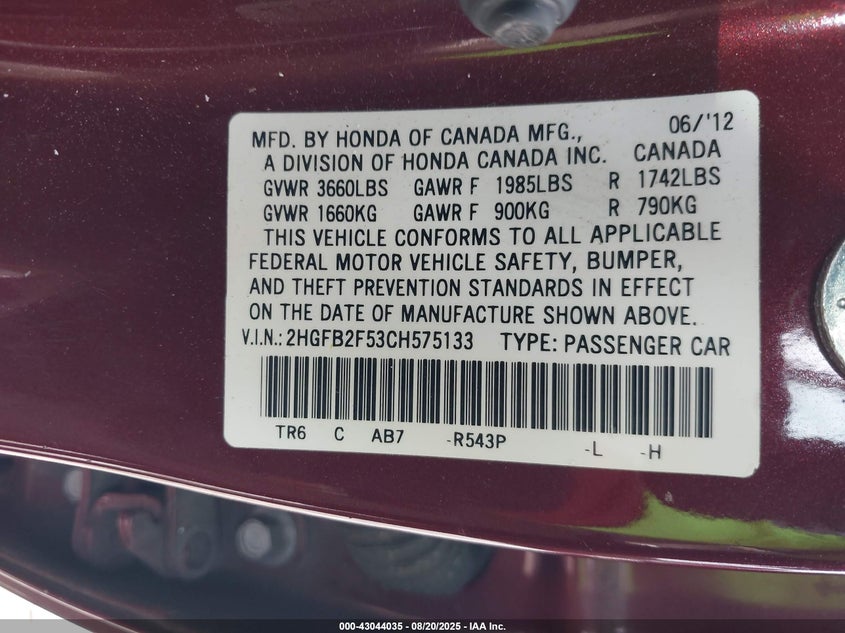 MFD. BY HONDA OF CANADA MFG., 06/'12
A DIVISION OF HONDA CANADA INC. CANADA
GVWR 3660LBS GAWR F 1985LBS R 1742LBS
GVWR 1660KG GAWR F 900KG R 790KG
THIS VEHICLE CONFORMS TO ALL APPLICABLE
FEDERAL MOTOR VEHICLE SAFETY, BUMPER,
AND THEFT PREVENTION STANDARDS IN EFFECT
ON THE DATE OF MANUFACTURE SHOWN ABOVE.
V.I.N.: 2HGFB2F53CH575133 TYPE: PASSENGER CAR
TR6 C AB7 -R543P -L -H
000-43044035 - 08/20/2025 - IAA Inc.